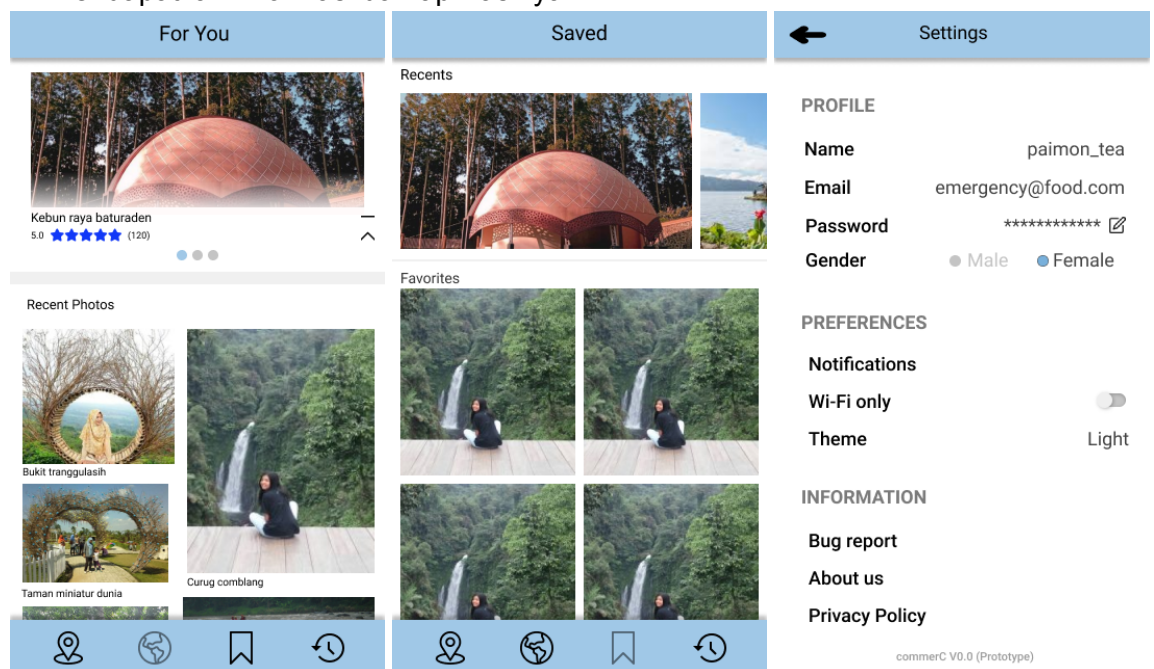 For You
Kebun raya baturaden
5.0 (120)
Recent Photos
Bukit tranggulasih
Taman miniatur dunia
Curug comblang
Saved
Recents
Favorites
Settings
PROFILE
Name paimon_tea
Email emergency@food.com
Password ************
Gender Male Female
PREFERENCES
Notifications
Wi-Fi only
Theme Light
INFORMATION
Bug report
About us
Privacy Policy
commerC V0.0 (Prototype)